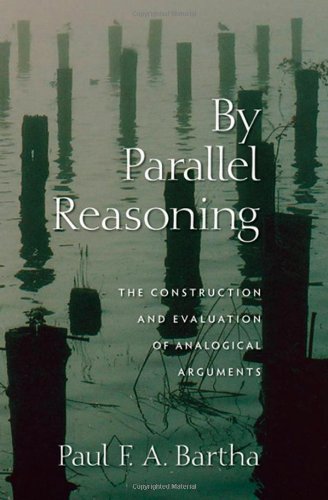 By
Parallel
Reasoning
THE CONSTRUCTION
AND EVALUATION
OF ANALOGICAL
ARGUMENTS
Paul F. A. Bartha